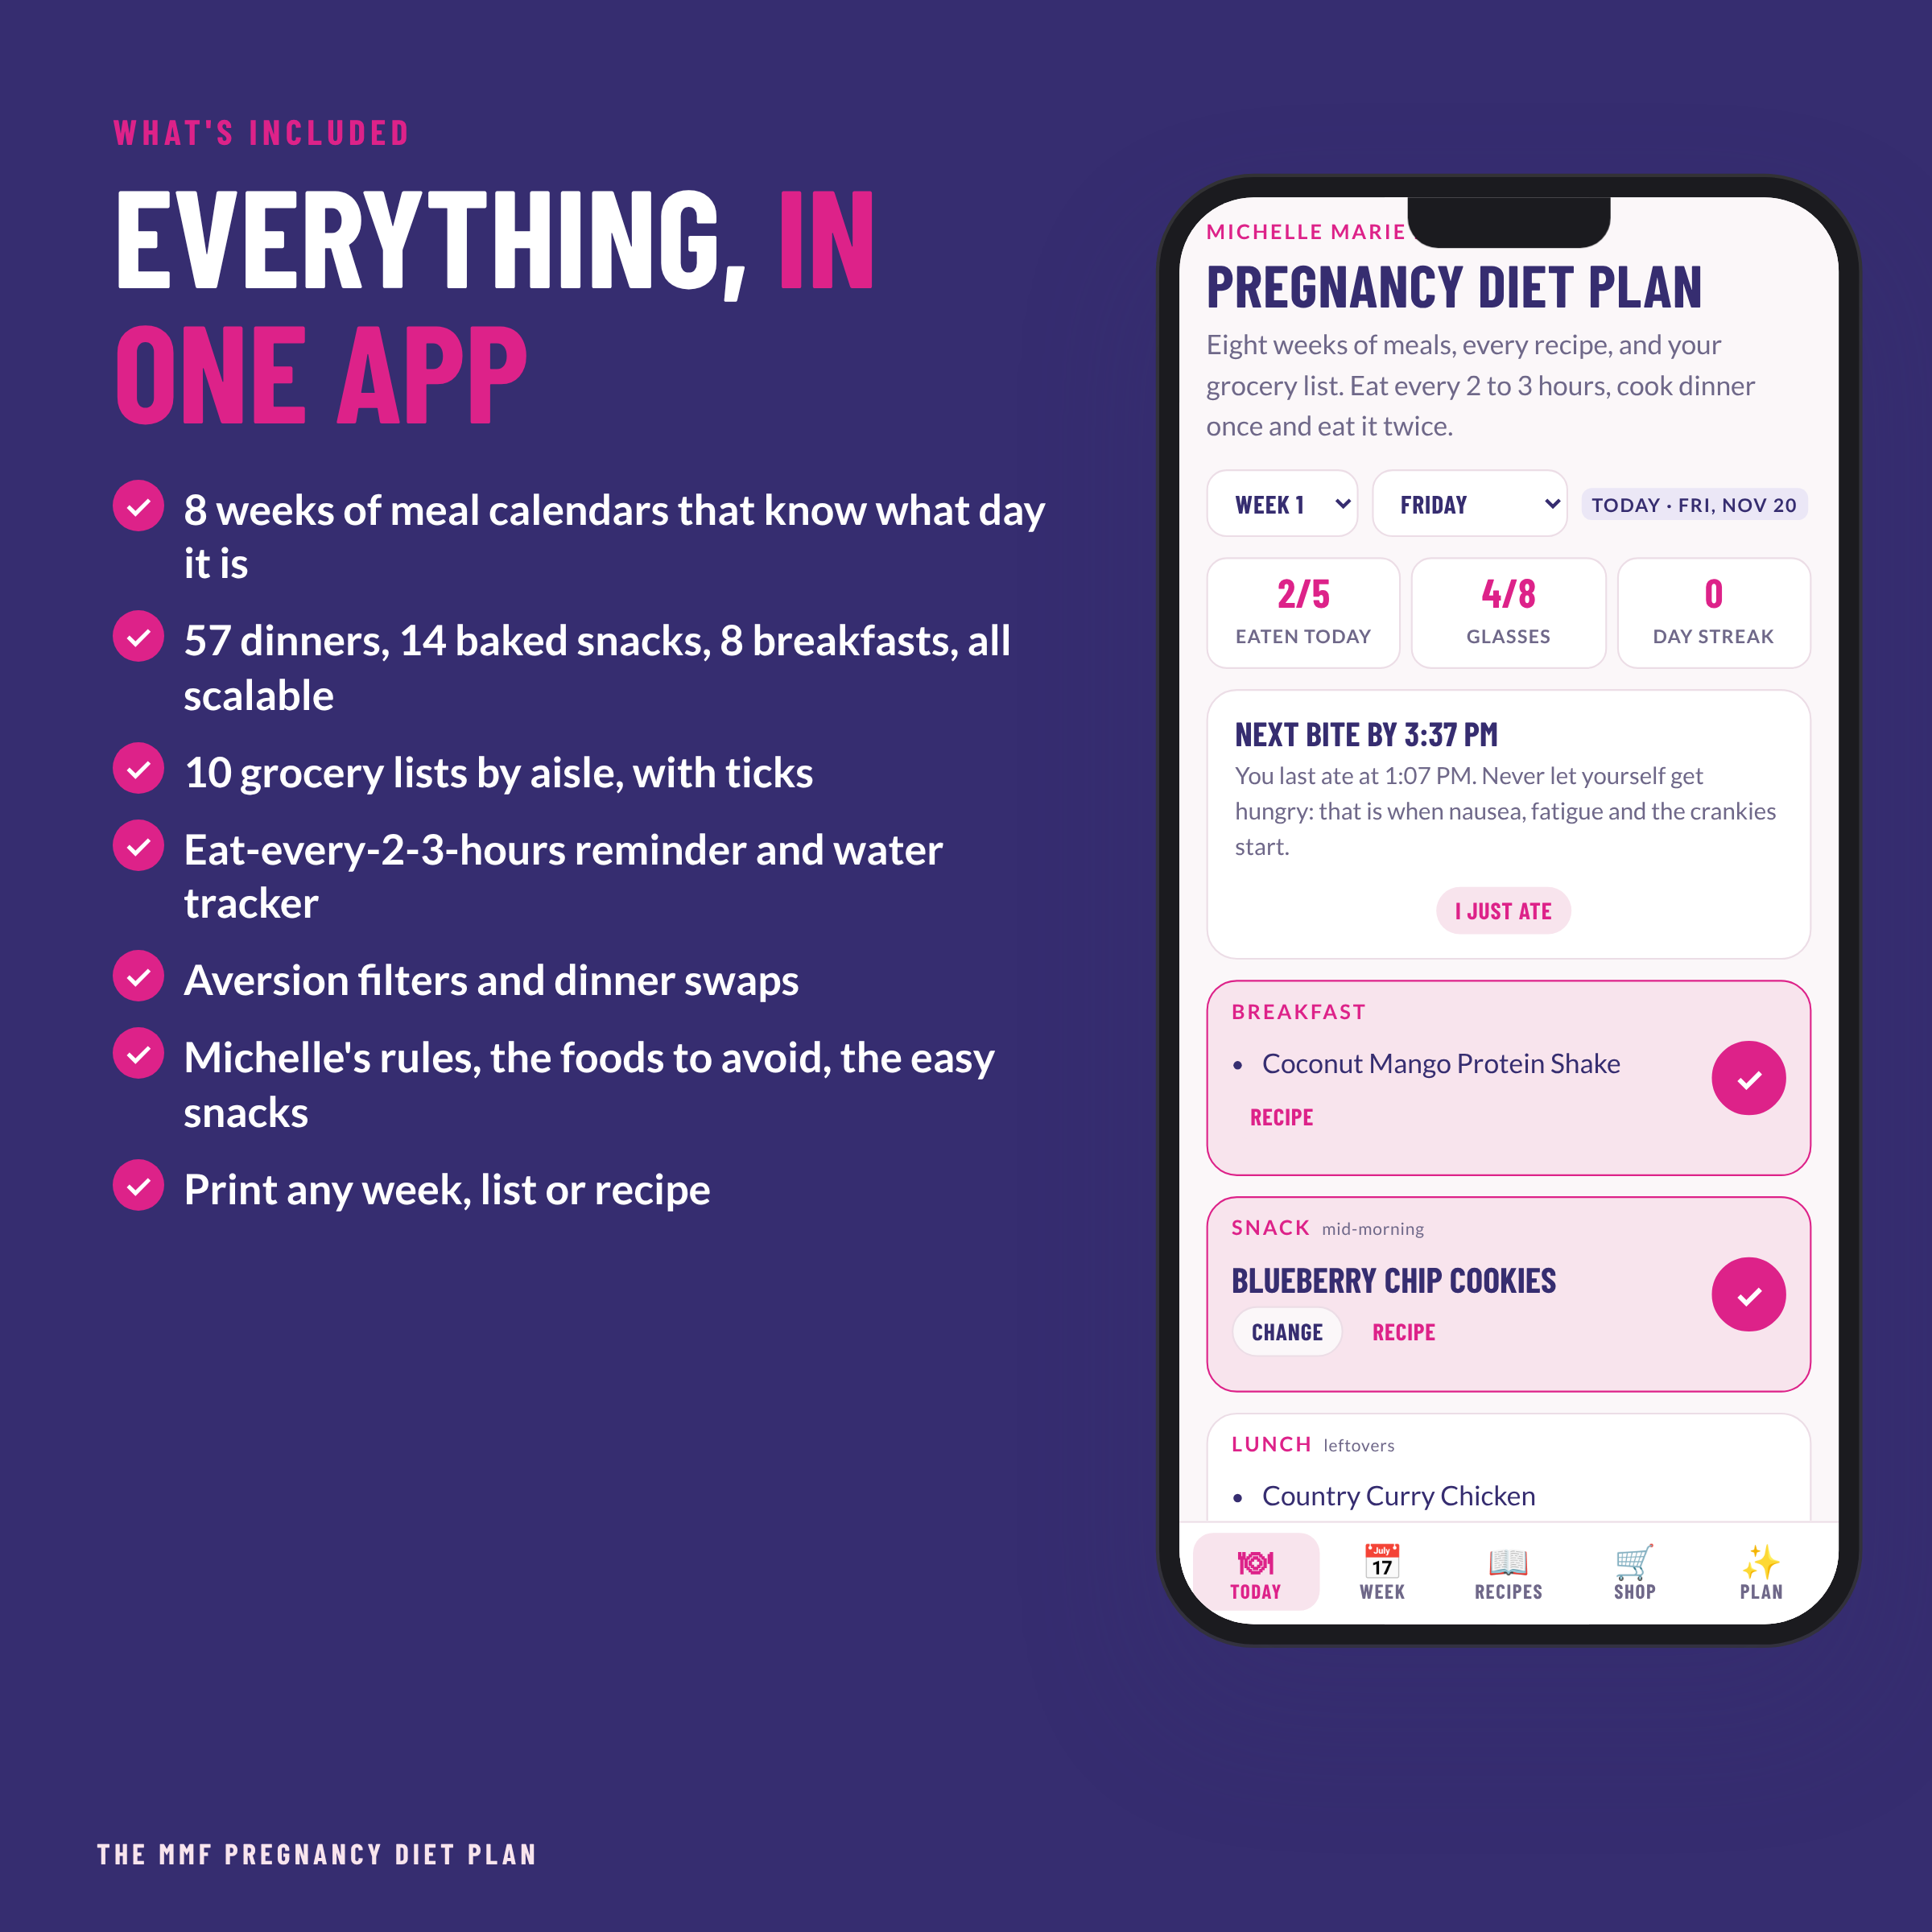 WHAT'S INCLUDED
EVERYTHING, IN
ONE APP
8 weeks of meal calendars that know what day
it is
57 dinners, 14 baked snacks, 8 breakfasts, all
scalable
10 grocery lists by aisle, with ticks
Eat-every-2-3-hours reminder and water
tracker
Aversion filters and dinner swaps
Michelle's rules, the foods to avoid, the easy
snacks
Print any week, list or recipe
THE MMF PREGNANCY DIET PLAN
MICHELLE MARIE
PREGNANCY DIET PLAN
Eight weeks of meals, every recipe, and your
grocery list. Eat every 2 to 3 hours, cook dinner
once and eat it twice.
WEEK 1 FRIDAY TODAY · FRI, NOV 20
2/5 4/8 0
EATEN TODAY GLASSES DAY STREAK
NEXT BITE BY 3:37 PM
You last ate at 1:07 PM. Never let yourself get
hungry: that is when nausea, fatigue and the crankies
start.
I JUST ATE
BREAKFAST
• Coconut Mango Protein Shake
RECIPE
SNACK mid-morning
BLUEBERRY CHIP COOKIES
CHANGE RECIPE
LUNCH leftovers
• Country Curry Chicken
July
17
TODAY WEEK RECIPES SHOP PLAN